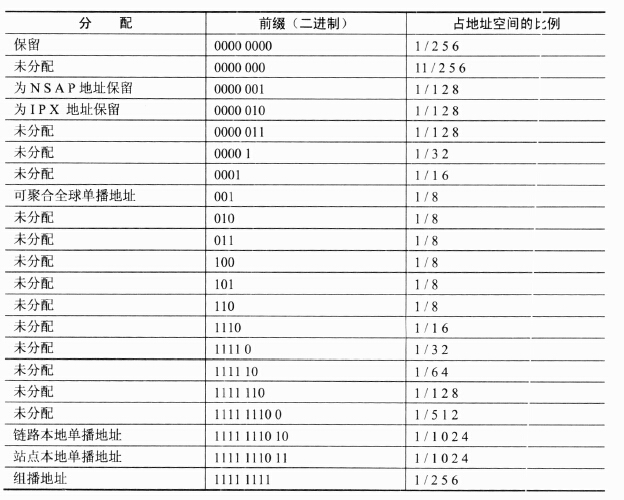 分 配 前缀（二进制） 占地址空间的比例
保留 0000 0000 1/256
未分配 0000 000 11/256
为NSAP地址保留 0000 001 1/128
为IPX 地址保留 0000 010 1/128
未分配 0000 011 1/128
未分配 0000 1 1/32
未分配 0001 1/16
可聚合全球单播地址 001 1/8
未分配 010 1/8
未分配 011 1/8
未分配 100 1/8
未分配 101 1/8
未分配 110 1/8
未分配 1110 1/16
未分配 1111 0 1/32
未分配 1111 10 1/64
未分配 1111 110 1/128
未分配 1111 1110 0 1/512
链路本地单播地址 1111 1110 10 1/1024
站点本地单播地址 1111 1110 11 1/1024
组播地址 1111 1111 1/256